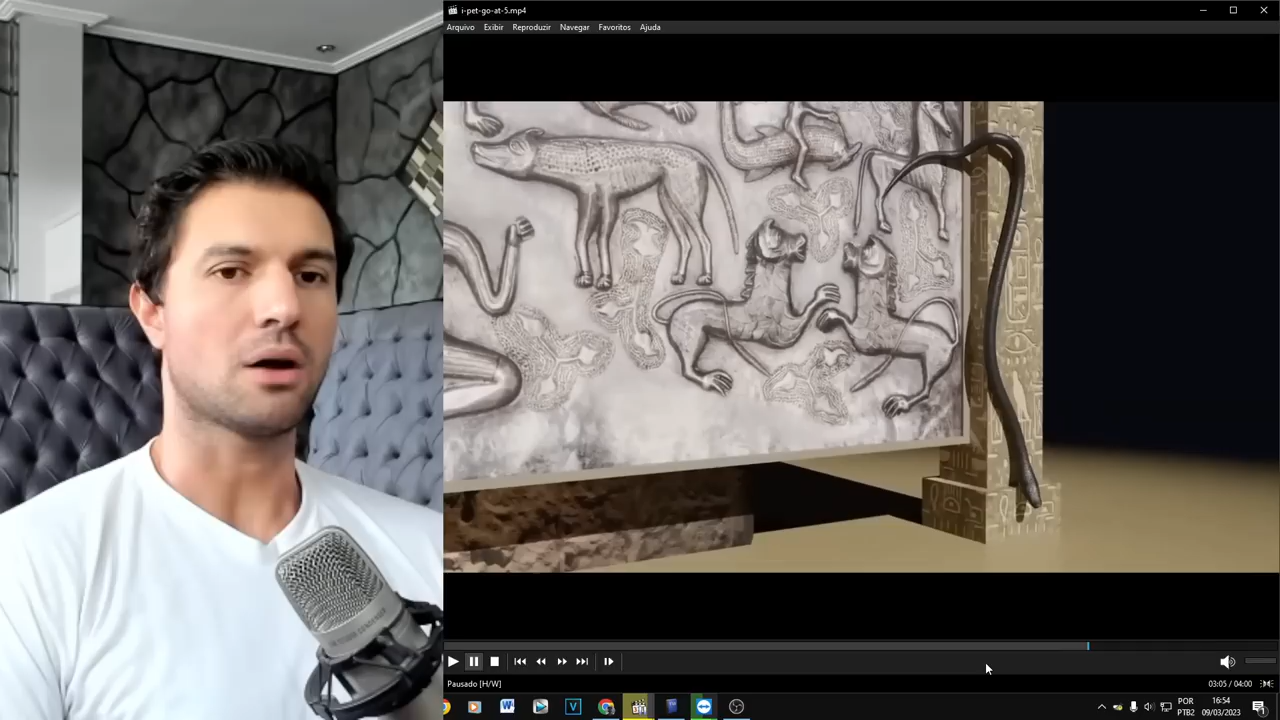 i-pet-go-at-5.mp4
Arquivo Exibir Reproduzir Navegar Favoritos Ajuda
Pausado [H/W]
03:05 / 04:00
POR
PTB2
16:54
09/03/2023